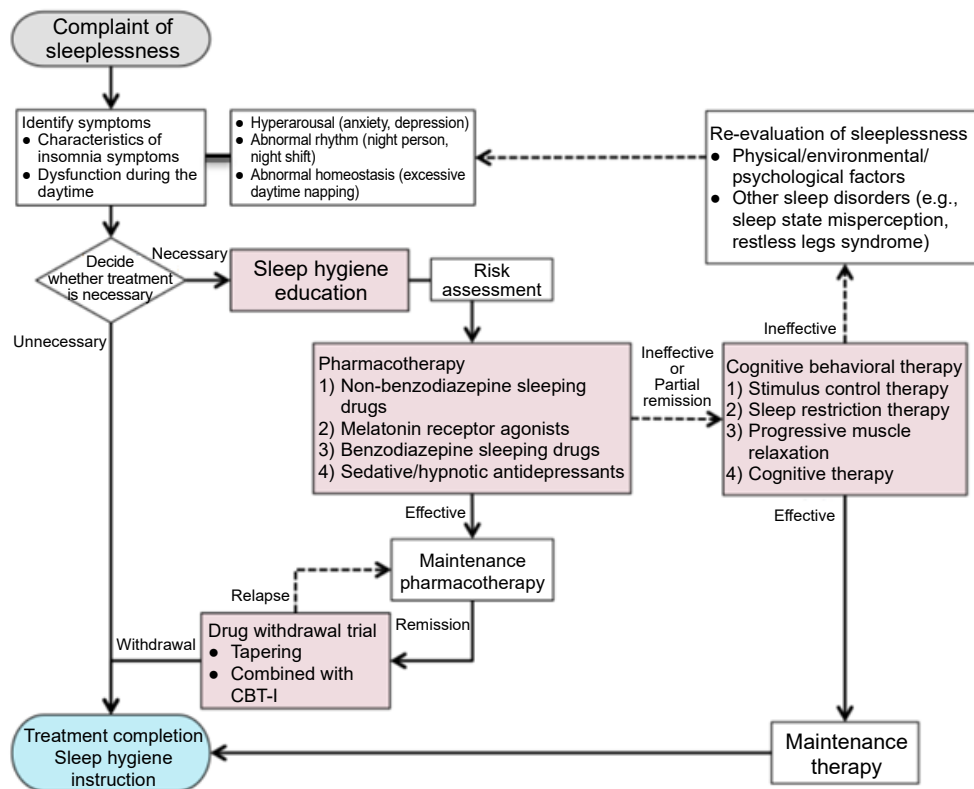 Complaint of
sleeplessness
Identify symptoms
● Characteristics of
insomnia symptoms
● Dysfunction during the
daytime
● Hyperarousal (anxiety, depression)
● Abnormal rhythm (night person,
night shift)
● Abnormal homeostasis (excessive
daytime napping)
Re-evaluation of sleeplessness
● Physical/environmental/
psychological factors
● Other sleep disorders (e.g.,
sleep state misperception,
restless legs syndrome)
Decide
whether treatment
is necessary
Necessary
Sleep hygiene
education
Risk
assessment
Unnecessary
Pharmacotherapy
1) Non-benzodiazepine sleeping
drugs
2) Melatonin receptor agonists
3) Benzodiazepine sleeping drugs
4) Sedative/hypnotic antidepressants
Ineffective
or
Partial
remission
Ineffective
Cognitive behavioral therapy
1) Stimulus control therapy
2) Sleep restriction therapy
3) Progressive muscle
relaxation
4) Cognitive therapy
Effective
Effective
Maintenance
pharmacotherapy
Relapse
Remission
Drug withdrawal trial
● Tapering
● Combined with
CBT-I
Withdrawal
Treatment completion
Sleep hygiene
instruction
Maintenance
therapy